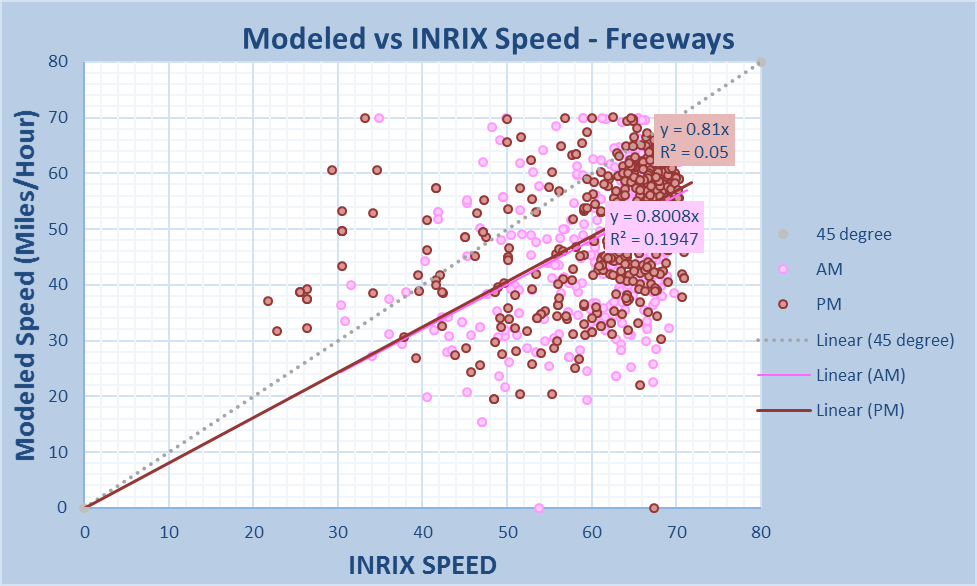 Modeled vs INRIX Speed - Freeways
Modeled Speed (Miles/Hour)
80
70
60
50
40
30
20
10
0
y = 0.81x
R² = 0.05
y = 0.8008x
R² = 0.1947
0 10 20 30 40 50 60 70 80
INRIX SPEED
45 degree
AM
PM
Linear (45 degree)
Linear (AM)
Linear (PM)